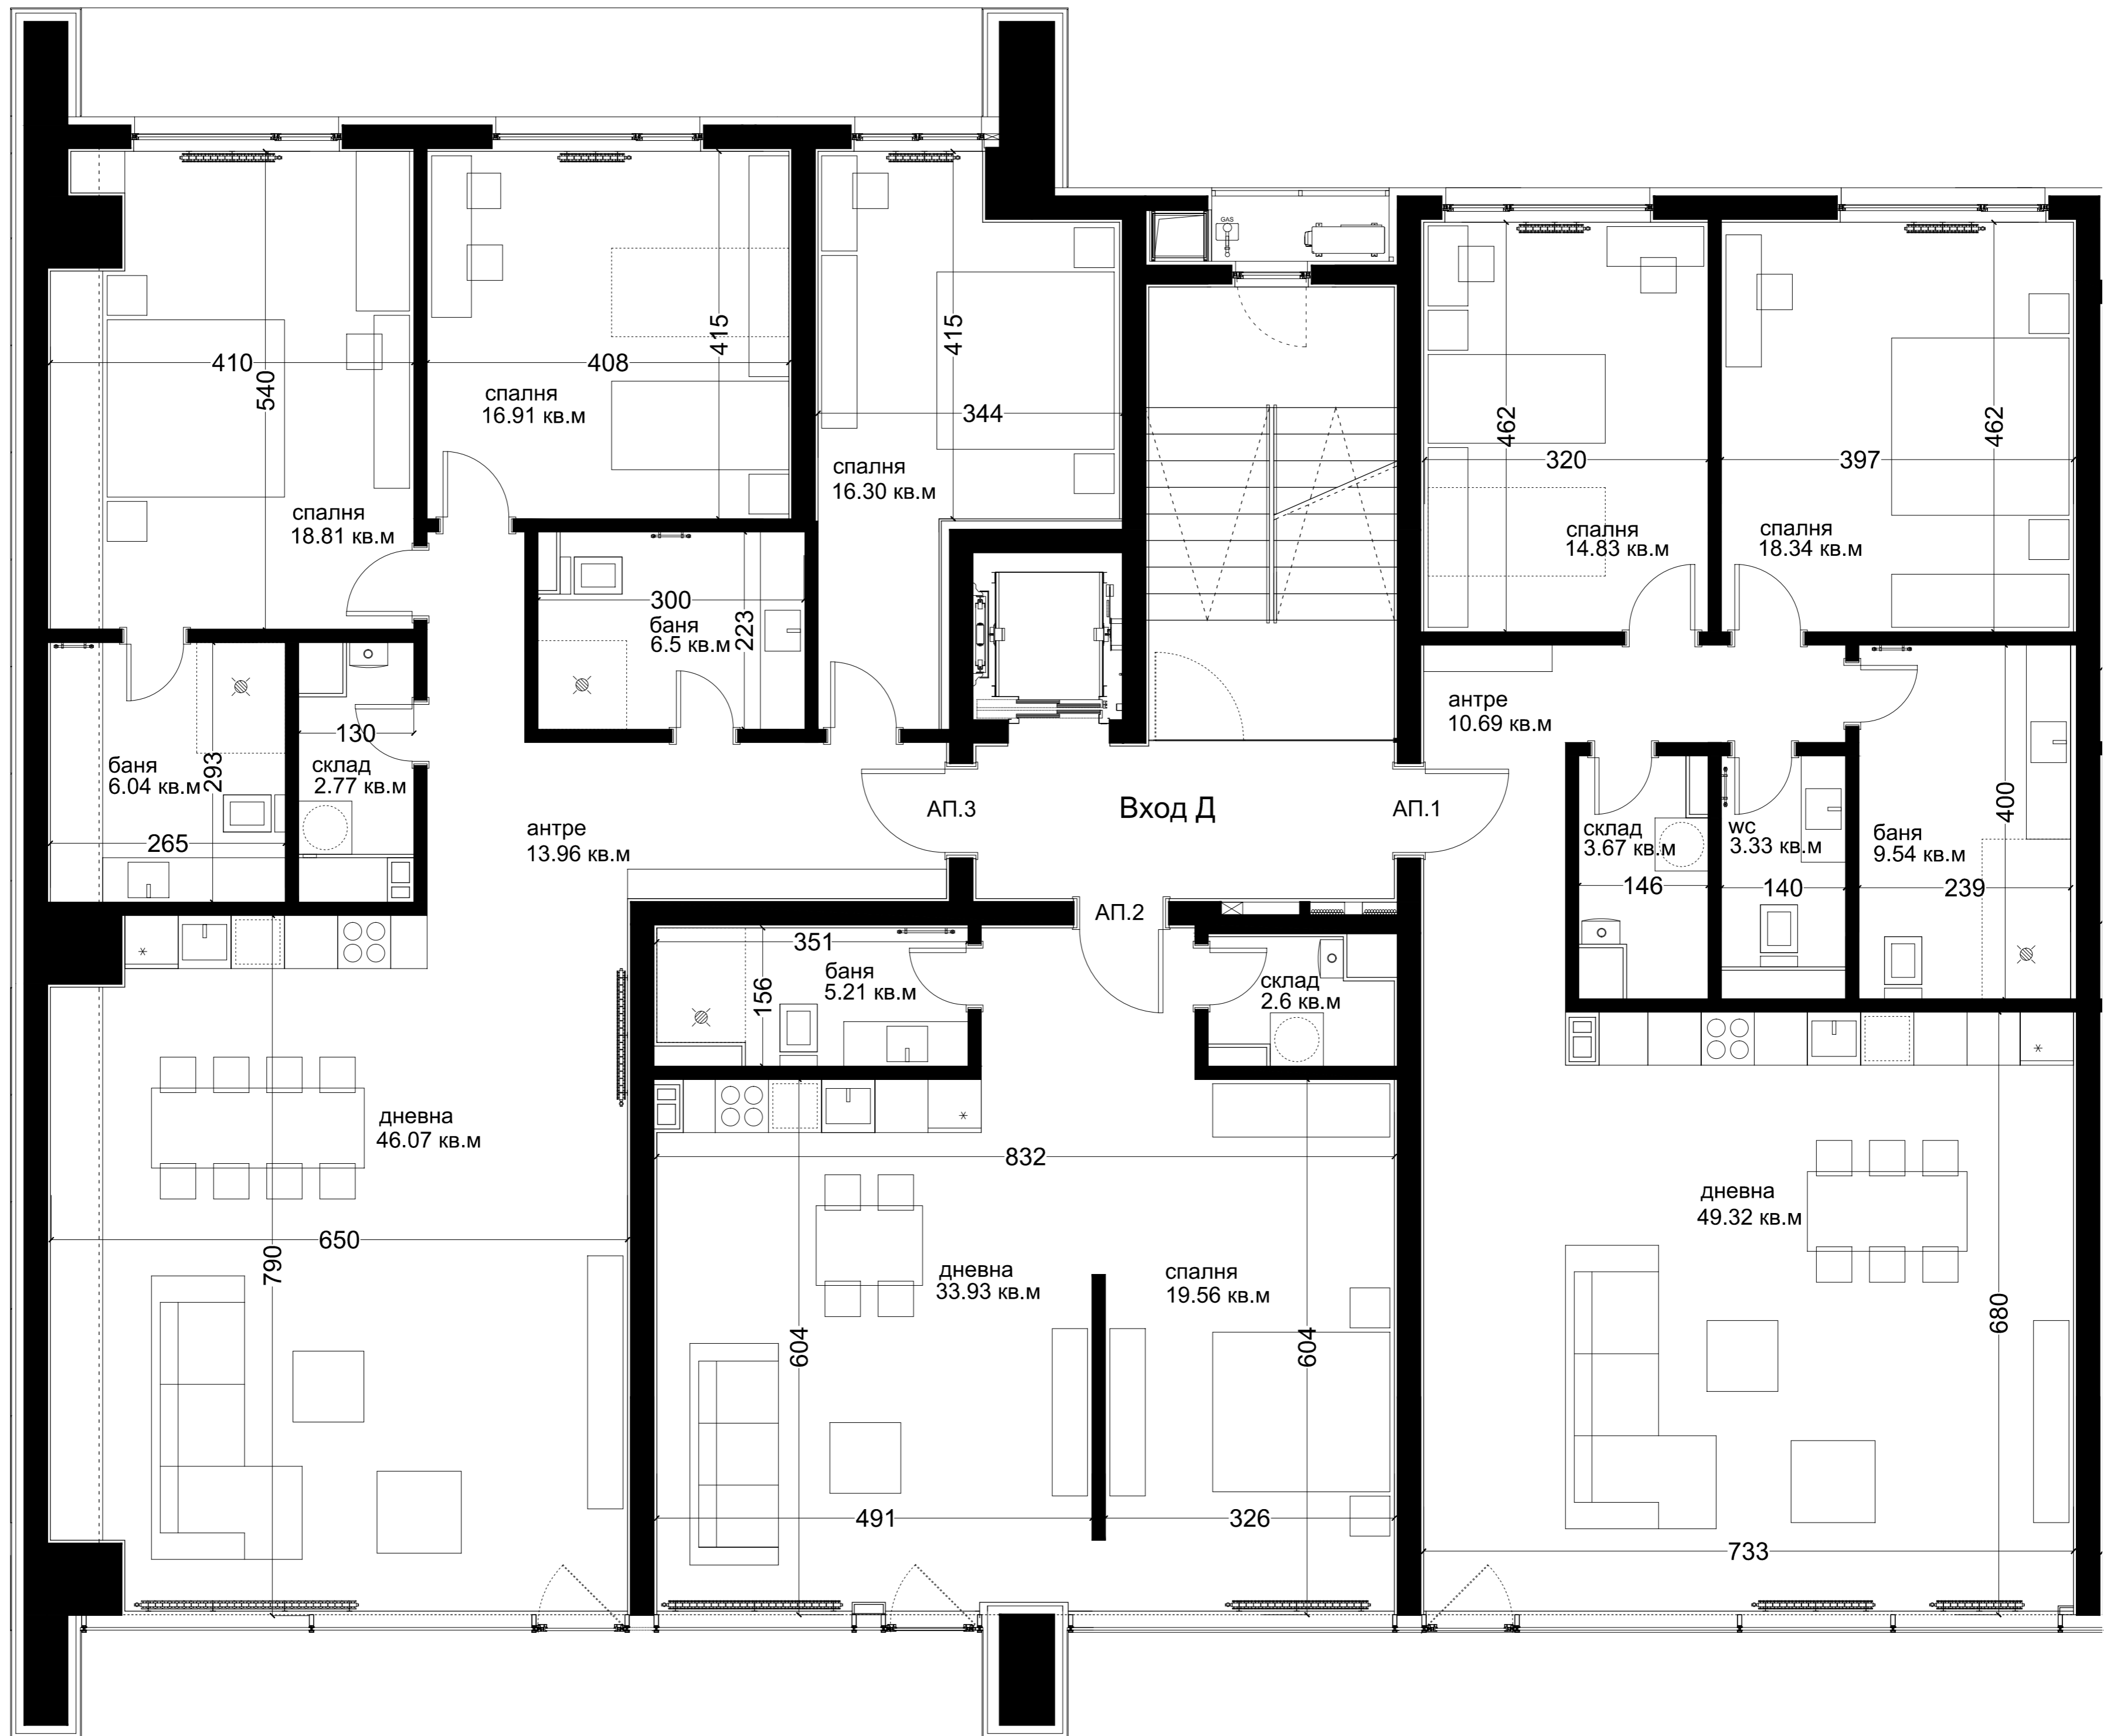 GAS
410
540
408
415
415
344
спалня
16.91 кв.м
спалня
16.30 кв.м
спалня
18.81 кв.м
462
320
462
397
спалня
14.83 кв.м
спалня
18.34 кв.м
300
баня
6.5 кв.м
223
антре
10.69 кв.м
130
баня
6.04 кв.м
293
склад
2.77 кв.м
265
антре
13.96 кв.м
АП.3
Вход Д
АП.1
АП.2
склад
3.67 кв.м
146
wc
3.33 кв.м
140
баня
9.54 кв.м
400
239
351
156
баня
5.21 кв.м
склад
2.6 кв.м
дневна
46.07 кв.м
650
790
832
дневна
33.93 кв.м
спалня
19.56 кв.м
604
604
491
326
дневна
49.32 кв.м
680
733